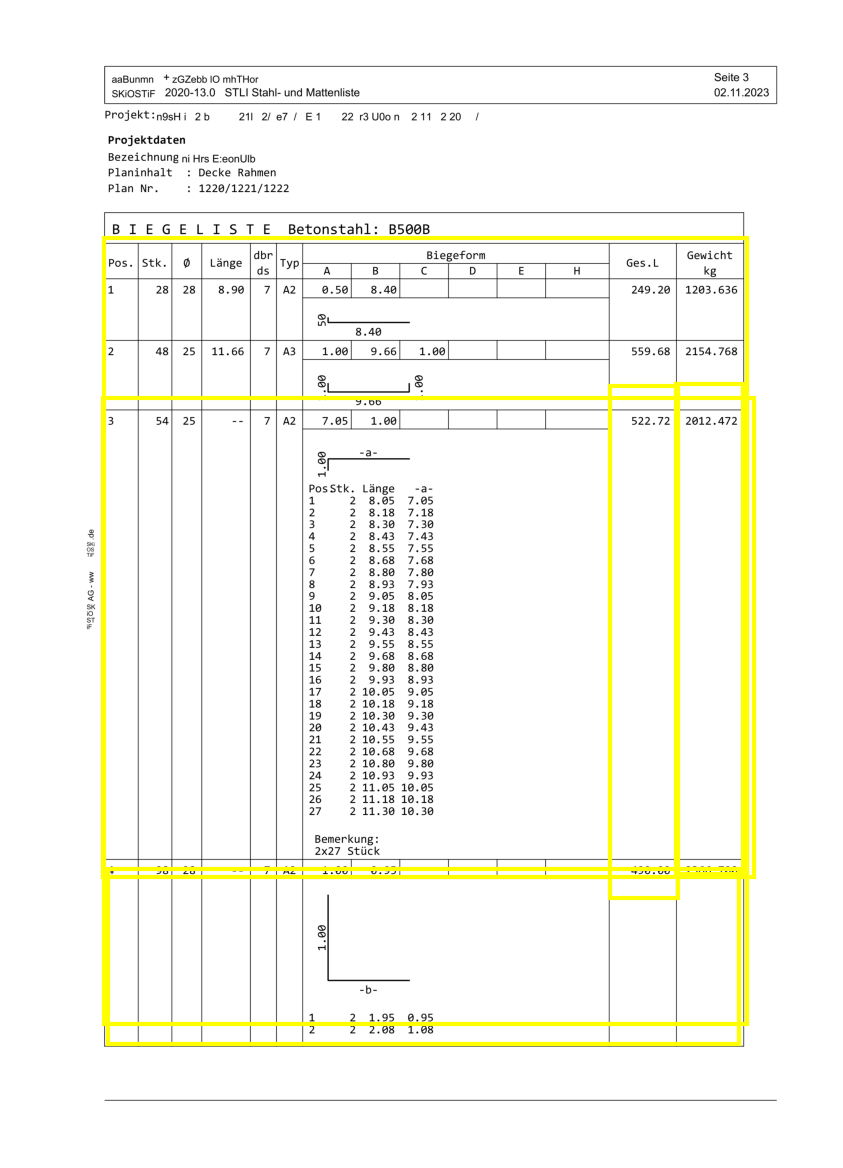 aaBunmn + zGZebb lO mhTHor Seite 3
SKiOSTiF 2020-13.0 STLI Stahl- und Mattenliste 02.11.2023
Projekt:n9sH i 2 b 21l 2/ e7 / E 1 22 r3 U0o n 2 11 2 20 /
Projektdaten
Bezeichnung ni Hrs E:eonUlb
Planinhalt : Decke Rahmen
Plan Nr. : 1220/1221/1222
B I E G E L I S T E Betonstahl: B500B
Pos. Stk. Ø Länge dbr ds Typ Biegeform Ges.L Gewicht kg
A B C D E H
1 28 28 8.90 7 A2 0.50 8.40 249.20 1203.636
50
8.40
2 48 25 11.66 7 A3 1.00 9.66 1.00 559.68 2154.768
.00 .00
9.66
3 54 25 -- 7 A2 7.05 1.00 522.72 2012.472
1.00 -a-
Pos Stk. Länge -a-
1 2 8.05 7.05
2 2 8.18 7.18
3 2 8.30 7.30
4 2 8.43 7.43
5 2 8.55 7.55
6 2 8.68 7.68
7 2 8.80 7.80
8 2 8.93 7.93
9 2 9.05 8.05
10 2 9.18 8.18
11 2 9.30 8.30
12 2 9.43 8.43
13 2 9.55 8.55
14 2 9.68 8.68
15 2 9.80 8.80
16 2 9.93 8.93
17 2 10.05 9.05
18 2 10.18 9.18
19 2 10.30 9.30
20 2 10.43 9.43
21 2 10.55 9.55
22 2 10.68 9.68
23 2 10.80 9.80
24 2 10.93 9.93
25 2 11.05 10.05
26 2 11.18 10.18
27 2 11.30 10.30
Bemerkung:
2x27 Stück
98 28 -- 7 A2 1.00 0.95
1.00
-b-
1 2 1.95 0.95
2 2 2.08 1.08
AG - ww .de